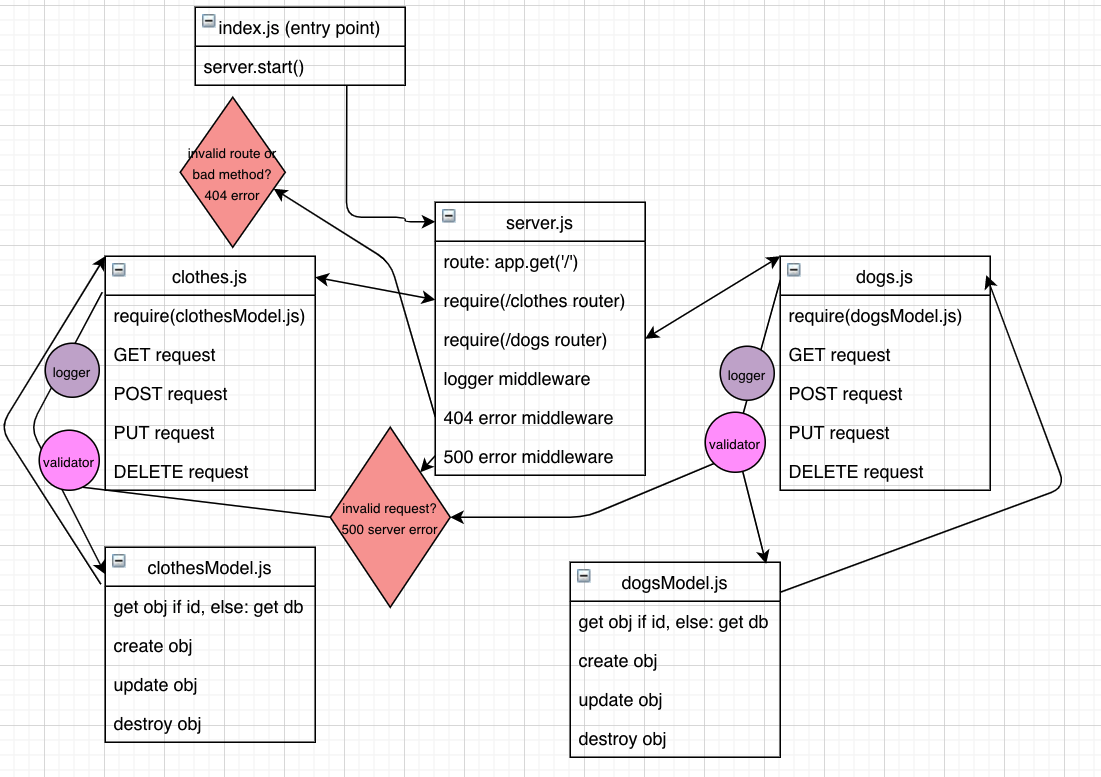 index.js (entry point)
server.start()
invalid route or
bad method?
404 error
server.js
route: app.get('/')
require(/clothes router)
require(/dogs router)
logger middleware
404 error middleware
500 error middleware
clothes.js
require(clothesModel.js)
GET request
POST request
PUT request
DELETE request
logger
validator
dogs.js
require(dogsModel.js)
GET request
POST request
PUT request
DELETE request
logger
validator
invalid request?
500 server error
clothesModel.js
get obj if id, else: get db
create obj
update obj
destroy obj
dogsModel.js
get obj if id, else: get db
create obj
update obj
destroy obj